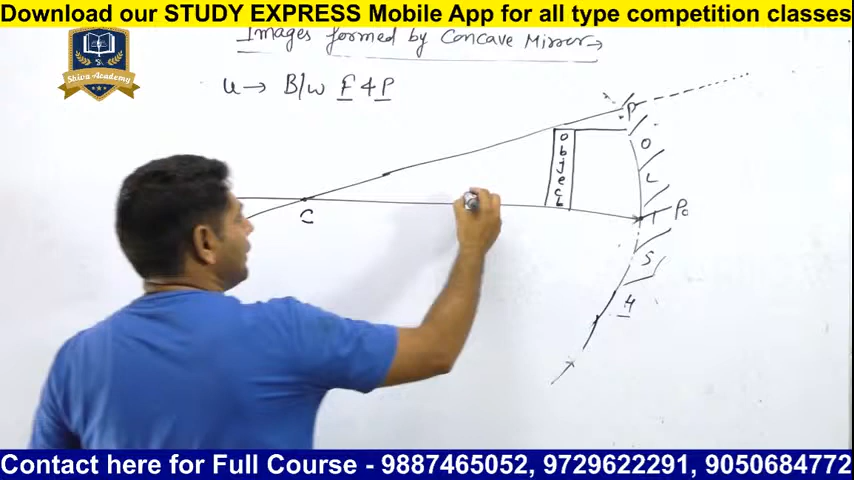 Download our STUDY EXPRESS Mobile App for all type competition classes
Images formed by Concave Mirror
Shiva Academy
u → B/w F & P
P
O
L
I
S
H
Object
C
Contact here for Full Course - 9887465052, 9729622291, 9050684772